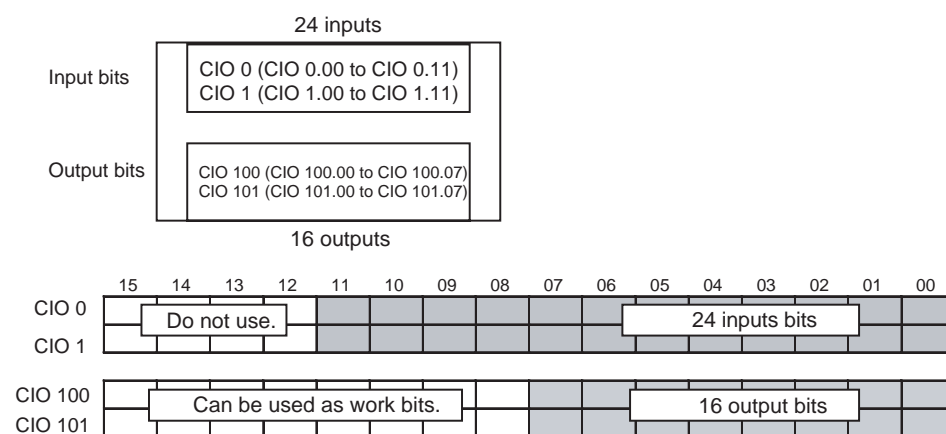 24 inputs
Input bits
CIO 0 (CIO 0.00 to CIO 0.11)
CIO 1 (CIO 1.00 to CIO 1.11)
Output bits
CIO 100 (CIO 100.00 to CIO 100.07)
CIO 101 (CIO 101.00 to CIO 101.07)
16 outputs
15 14 13 12 11 10 09 08 07 06 05 04 03 02 01 00
CIO 0
Do not use. 24 inputs bits
CIO 1
CIO 100
Can be used as work bits. 16 output bits
CIO 101